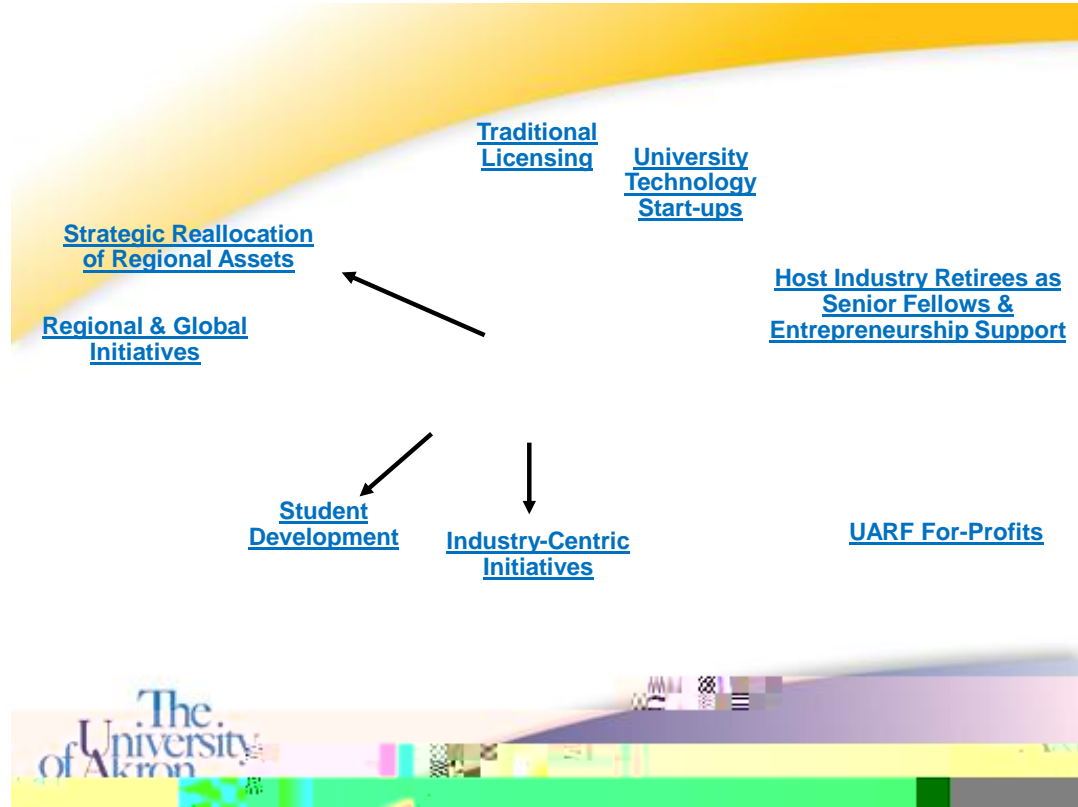 Traditional
Licensing
University
Technology
Start-ups
Strategic Reallocation
of Regional Assets
Host Industry Retirees as
Senior Fellows &
Entrepreneurship Support
Regional & Global
Initiatives
Student
Development
Industry-Centric
Initiatives
UARF For-Profits
The
University
of Akron